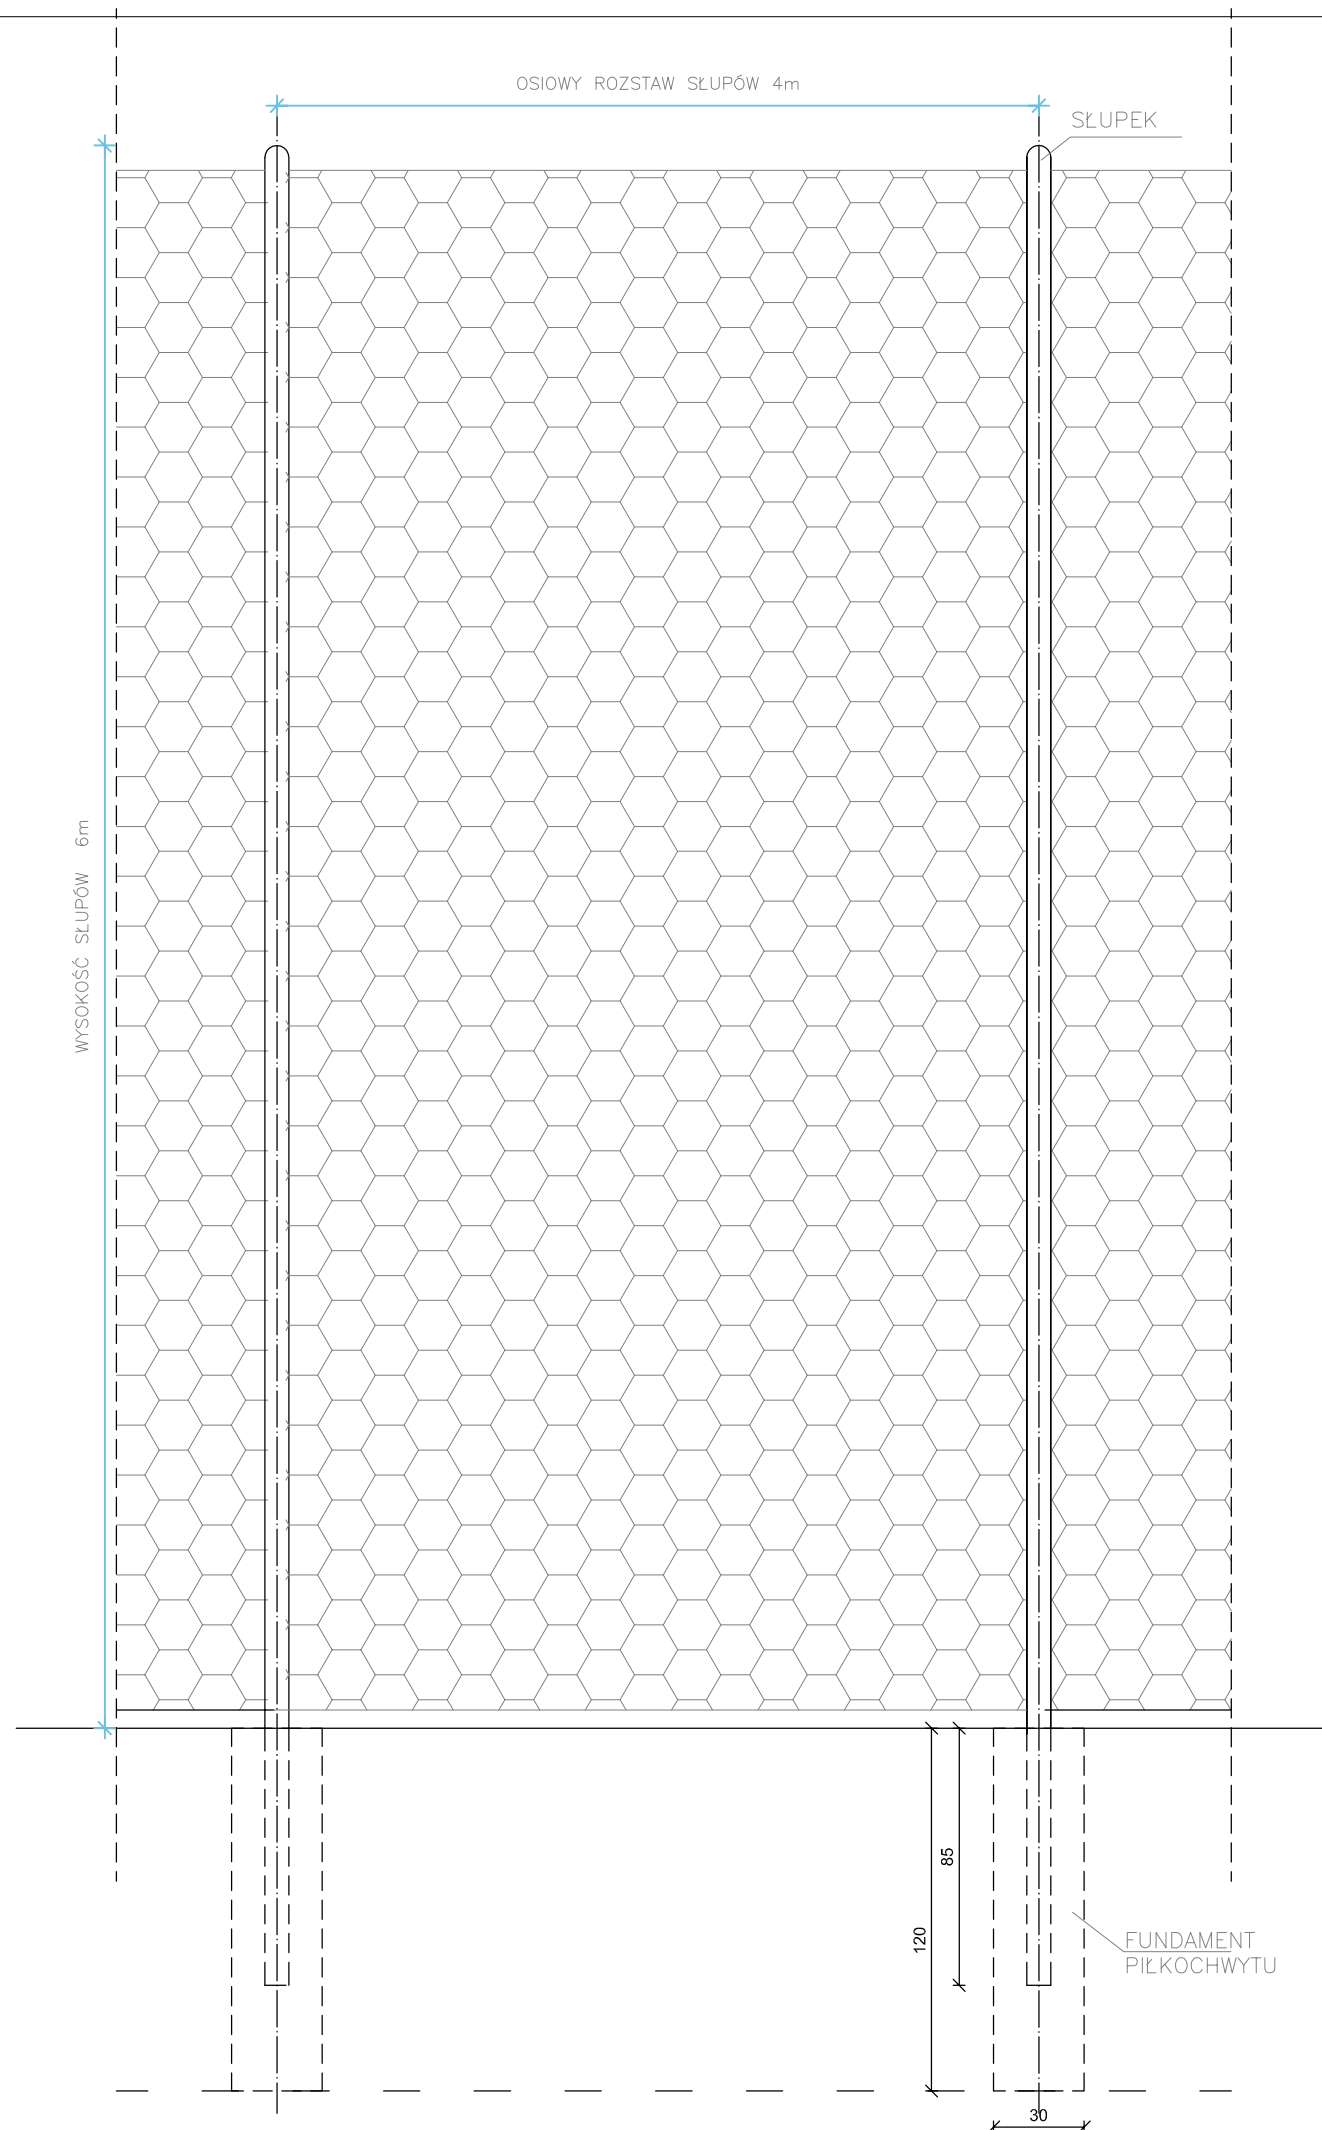 OSIOWY ROZSTAW SŁUPÓW 4m
SŁUPEK
WYSOKOŚĆ SŁUPÓW 6m
85
120
FUNDAMENT
PIŁKOCHWYTU
30